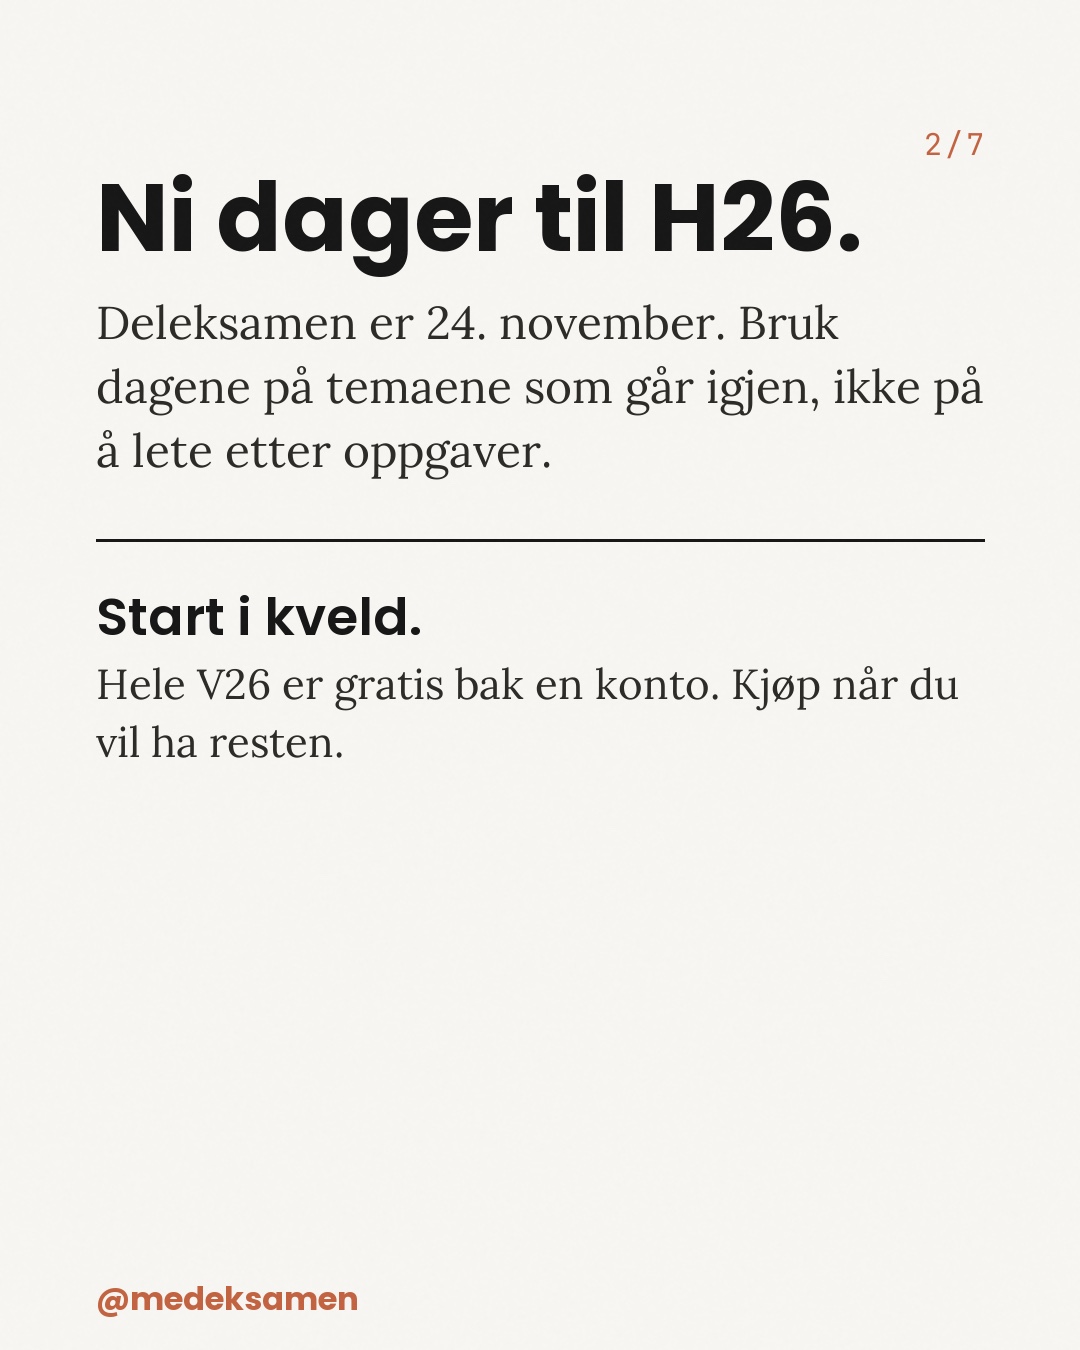 2/7
Ni dager til H26.
Deleksamen er 24. november. Bruk
dagene på temaene som går igjen, ikke på
å lete etter oppgaver.
Start i kveld.
Hele V26 er gratis bak en konto. Kjøp når du
vil ha resten.
@medeksamen